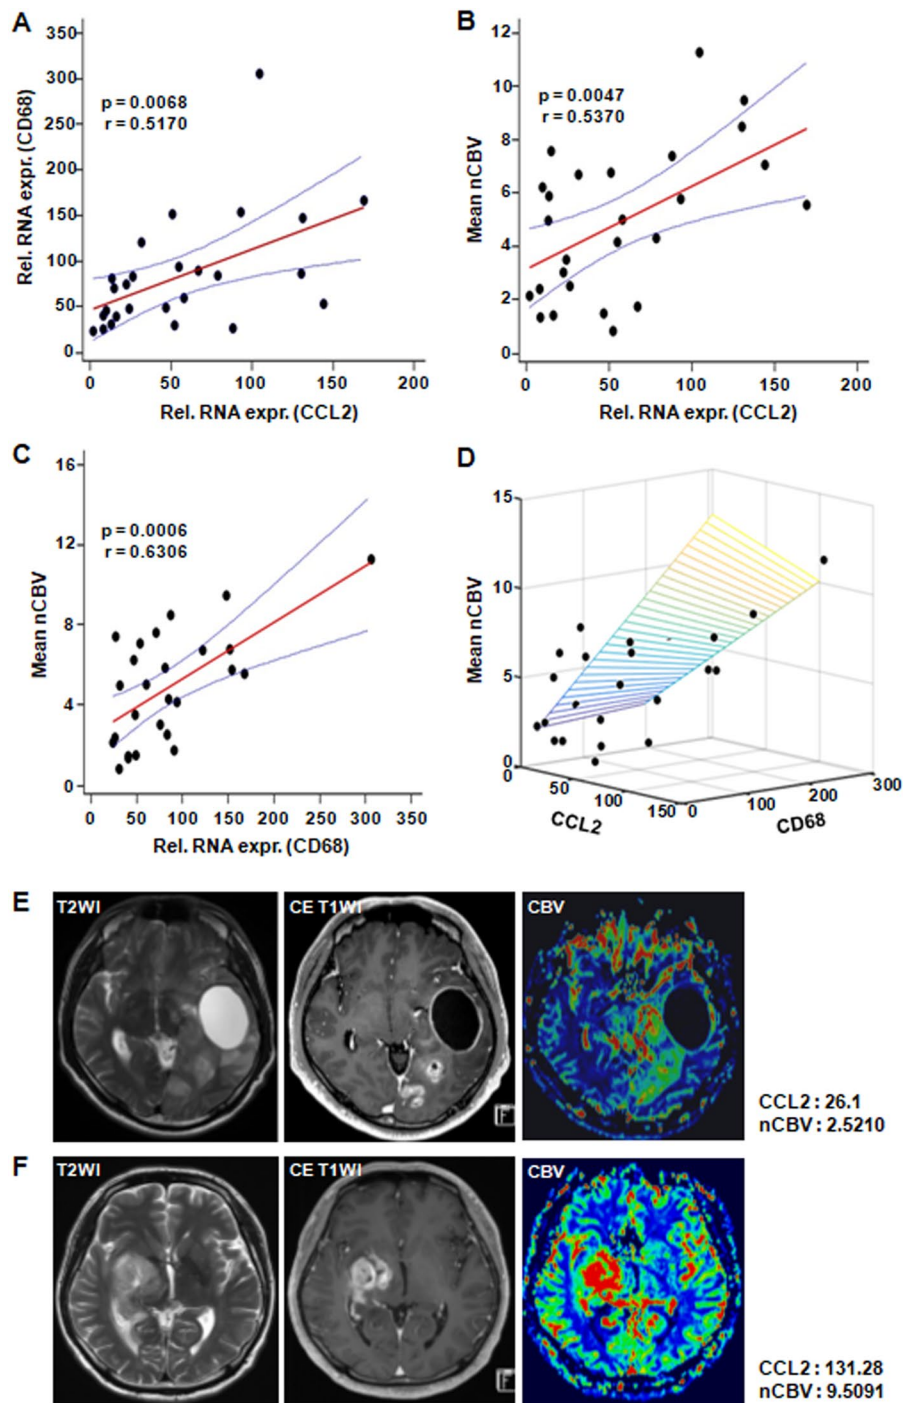 A
350
300
250
200
150
100
50
0
Rel. RNA expr. (CD68)
p = 0.0068
r = 0.5170
0 50 100 150 200
Rel. RNA expr. (CCL2)
B
12
10
8
6
4
2
0
Mean nCBV
p = 0.0047
r = 0.5370
0 50 100 150 200
Rel. RNA expr. (CCL2)
C
16
12
8
4
0
Mean nCBV
p = 0.0006
r = 0.6306
0 50 100 150 200 250 300 350
Rel. RNA expr. (CD68)
D
15
10
5
0
Mean nCBV
0 50 100 150
CCL2
0 100 200 300
CD68
E
T2WI
CE T1WI
F
CBV
CCL2 : 26.1
nCBV : 2.5210
F
T2WI
CE T1WI
F
CBV
CCL2 : 131.28
nCBV : 9.5091